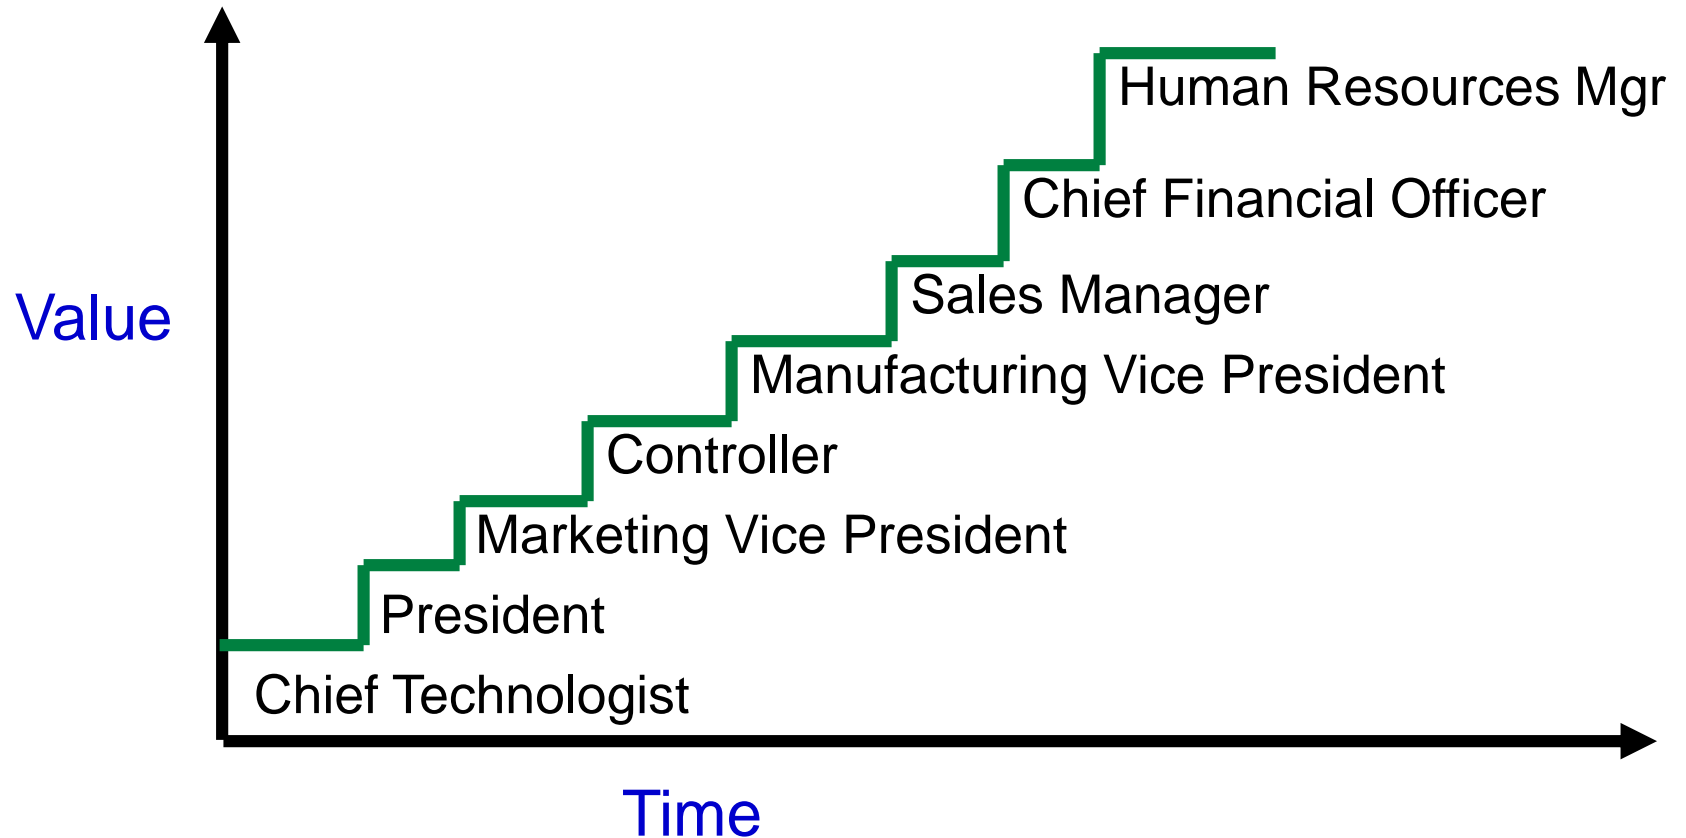 Human Resources Mgr
Chief Financial Officer
Sales Manager
Value
Manufacturing Vice President
Controller
Marketing Vice President
President
Chief Technologist
Time